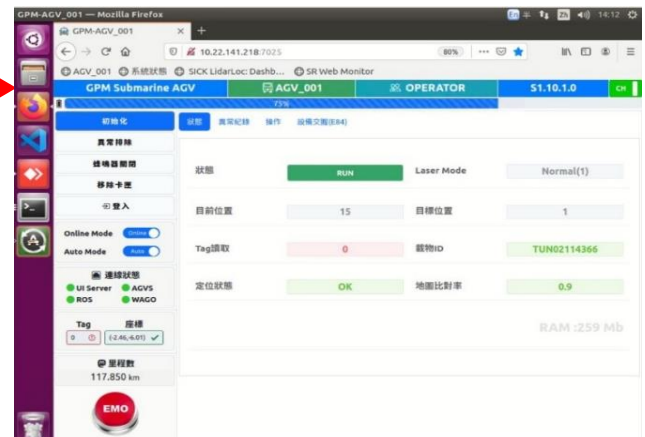 GPM-AGV_001 — Mozilla Firefox
14:12
GPM-AGV_001
10.22.141.218:7025
80%
AGV_001 系統狀態 SICK LidarLoc: Dashb... SR Web Monitor
GPM Submarine AGV AGV_001 OPERATOR S1.10.1.0 CH
73%
初始化 狀態 異常紀錄 操作 設備交握(E84)
異常排除
蜂鳴器關閉
移除卡匣
登入
狀態 RUN Laser Mode Normal(1)
目前位置 15 目標位置 1
Online Mode Online
Auto Mode Auto
Tag讀取 0 載物ID TUN02114366
連線狀態
UI Server AGVS
ROS WAGO
定位狀態 OK 地圖比對率 0.9
Tag 座標
0 (-2.46,-6.01)
RAM :259 Mb
里程數
117.850 km
EMO